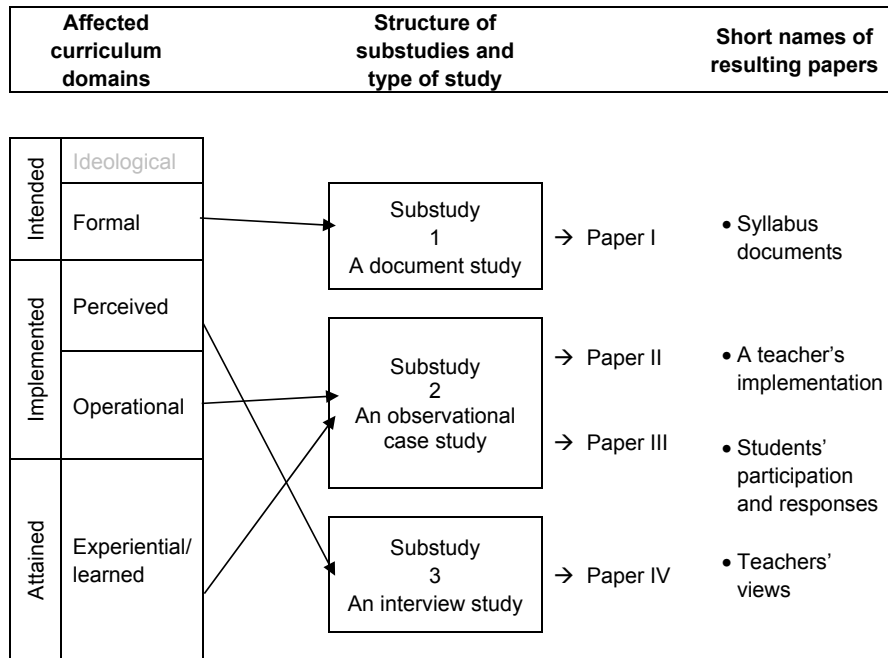 Affected
curriculum
domains
Structure of
substudies and
type of study
Short names of
resulting papers
Intended
Ideological
Formal
Implemented
Perceived
Operational
Attained
Experiential/
learned
Substudy
1
A document study
→ Paper I
• Syllabus
documents
Substudy
2
An observational
case study
→ Paper II
→ Paper III
• A teacher’s
implementation
• Students’
participation
and responses
Substudy
3
An interview study
→ Paper IV
• Teachers’
views